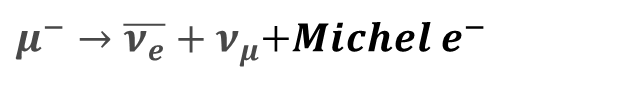 μ⁻ → ν̅ₑ + ν_μ+Michel e⁻